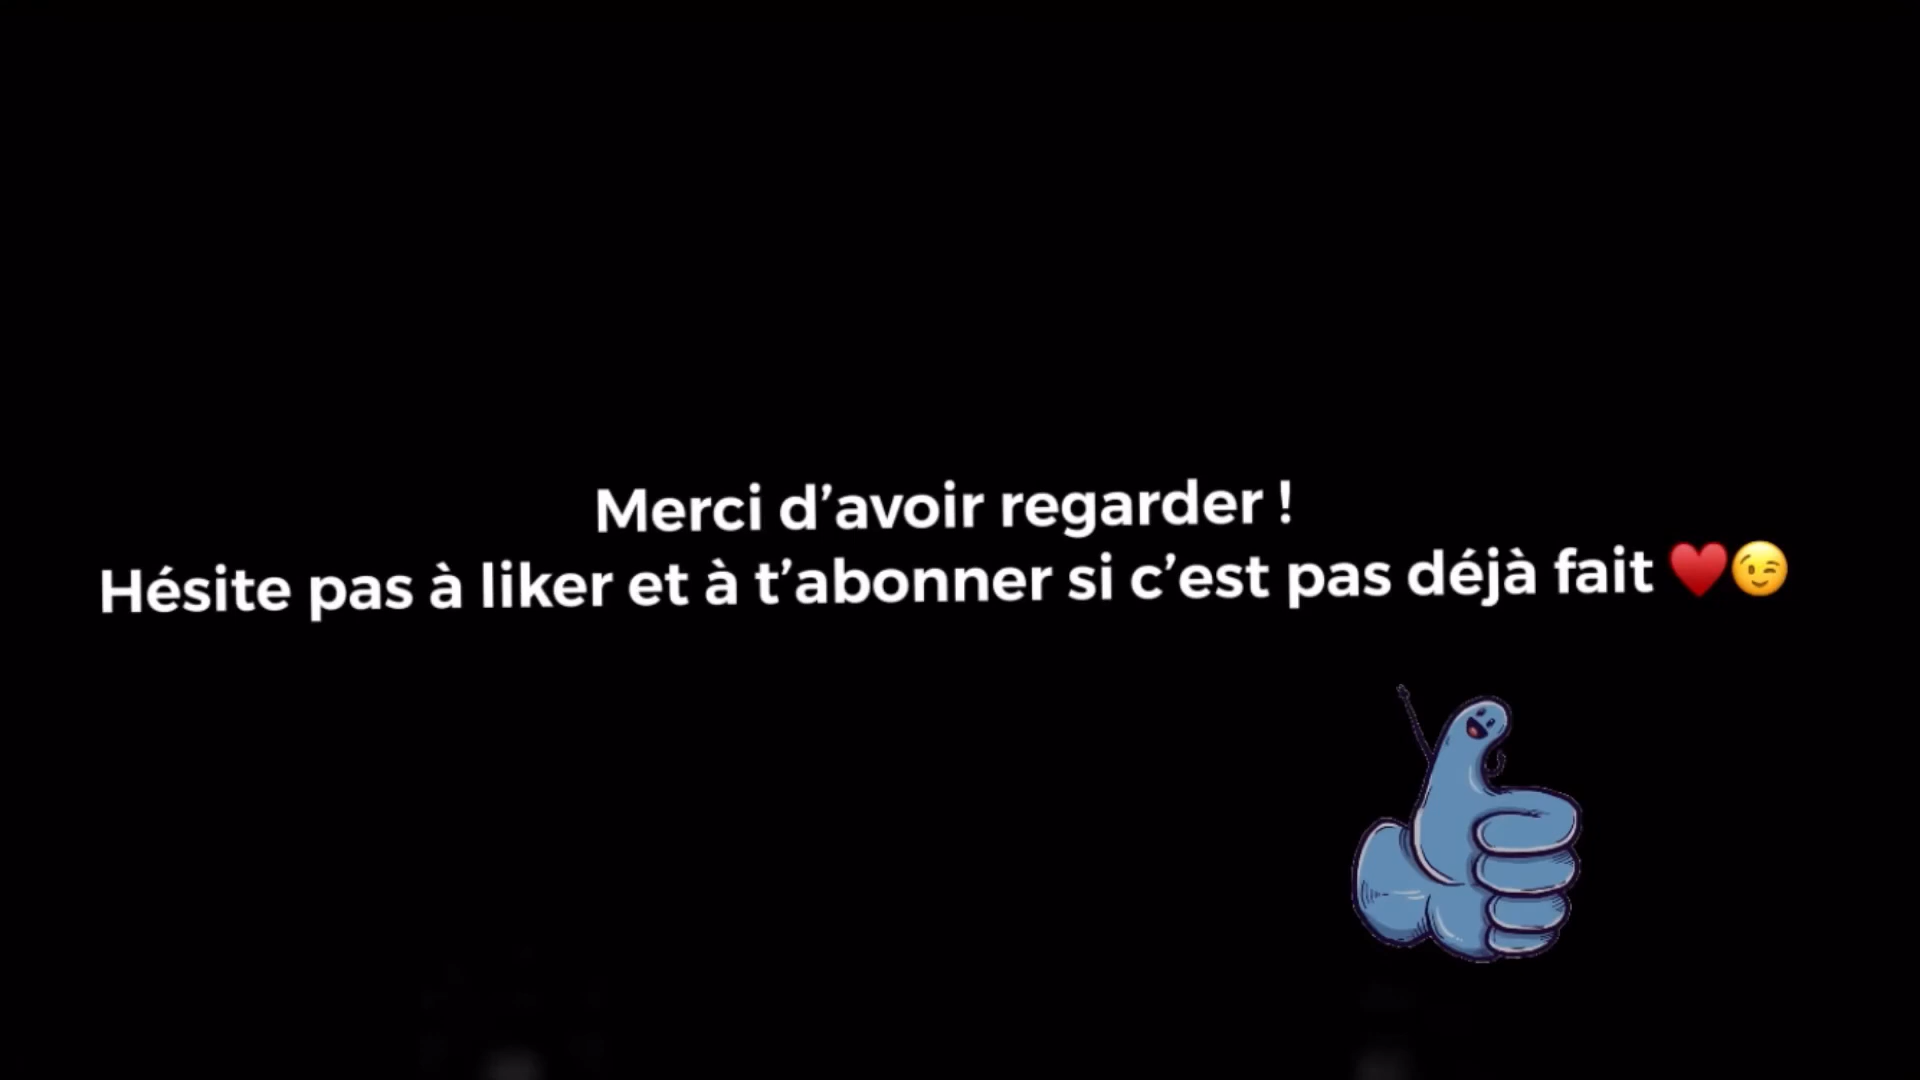 Merci d’avoir regarder !
Hésite pas à liker et à t’abonner si c’est pas déjà fait ♥️😉